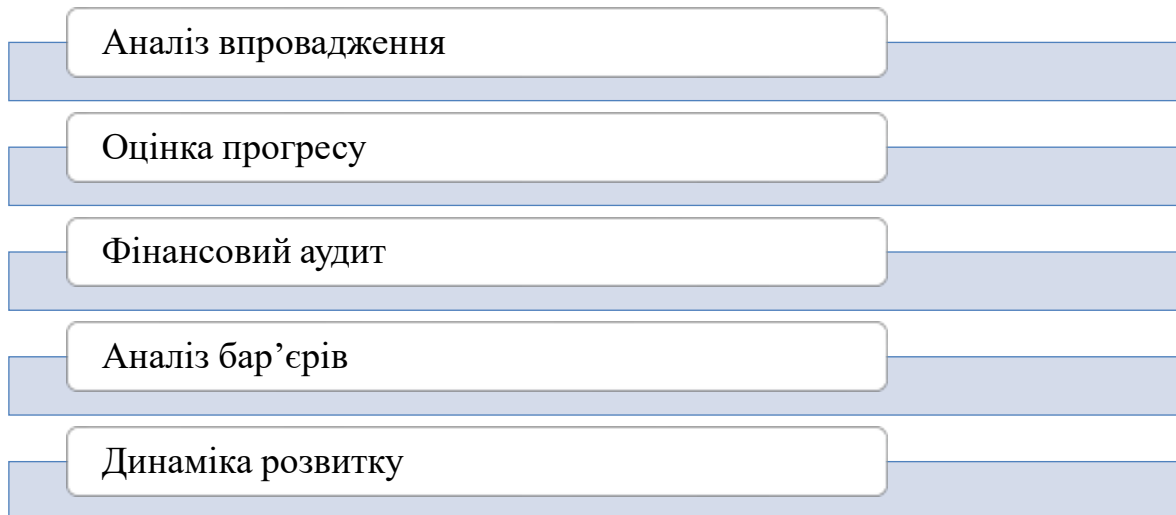 Аналіз впровадження
Оцінка прогресу
Фінансовий аудит
Аналіз бар’єрів
Динаміка розвитку